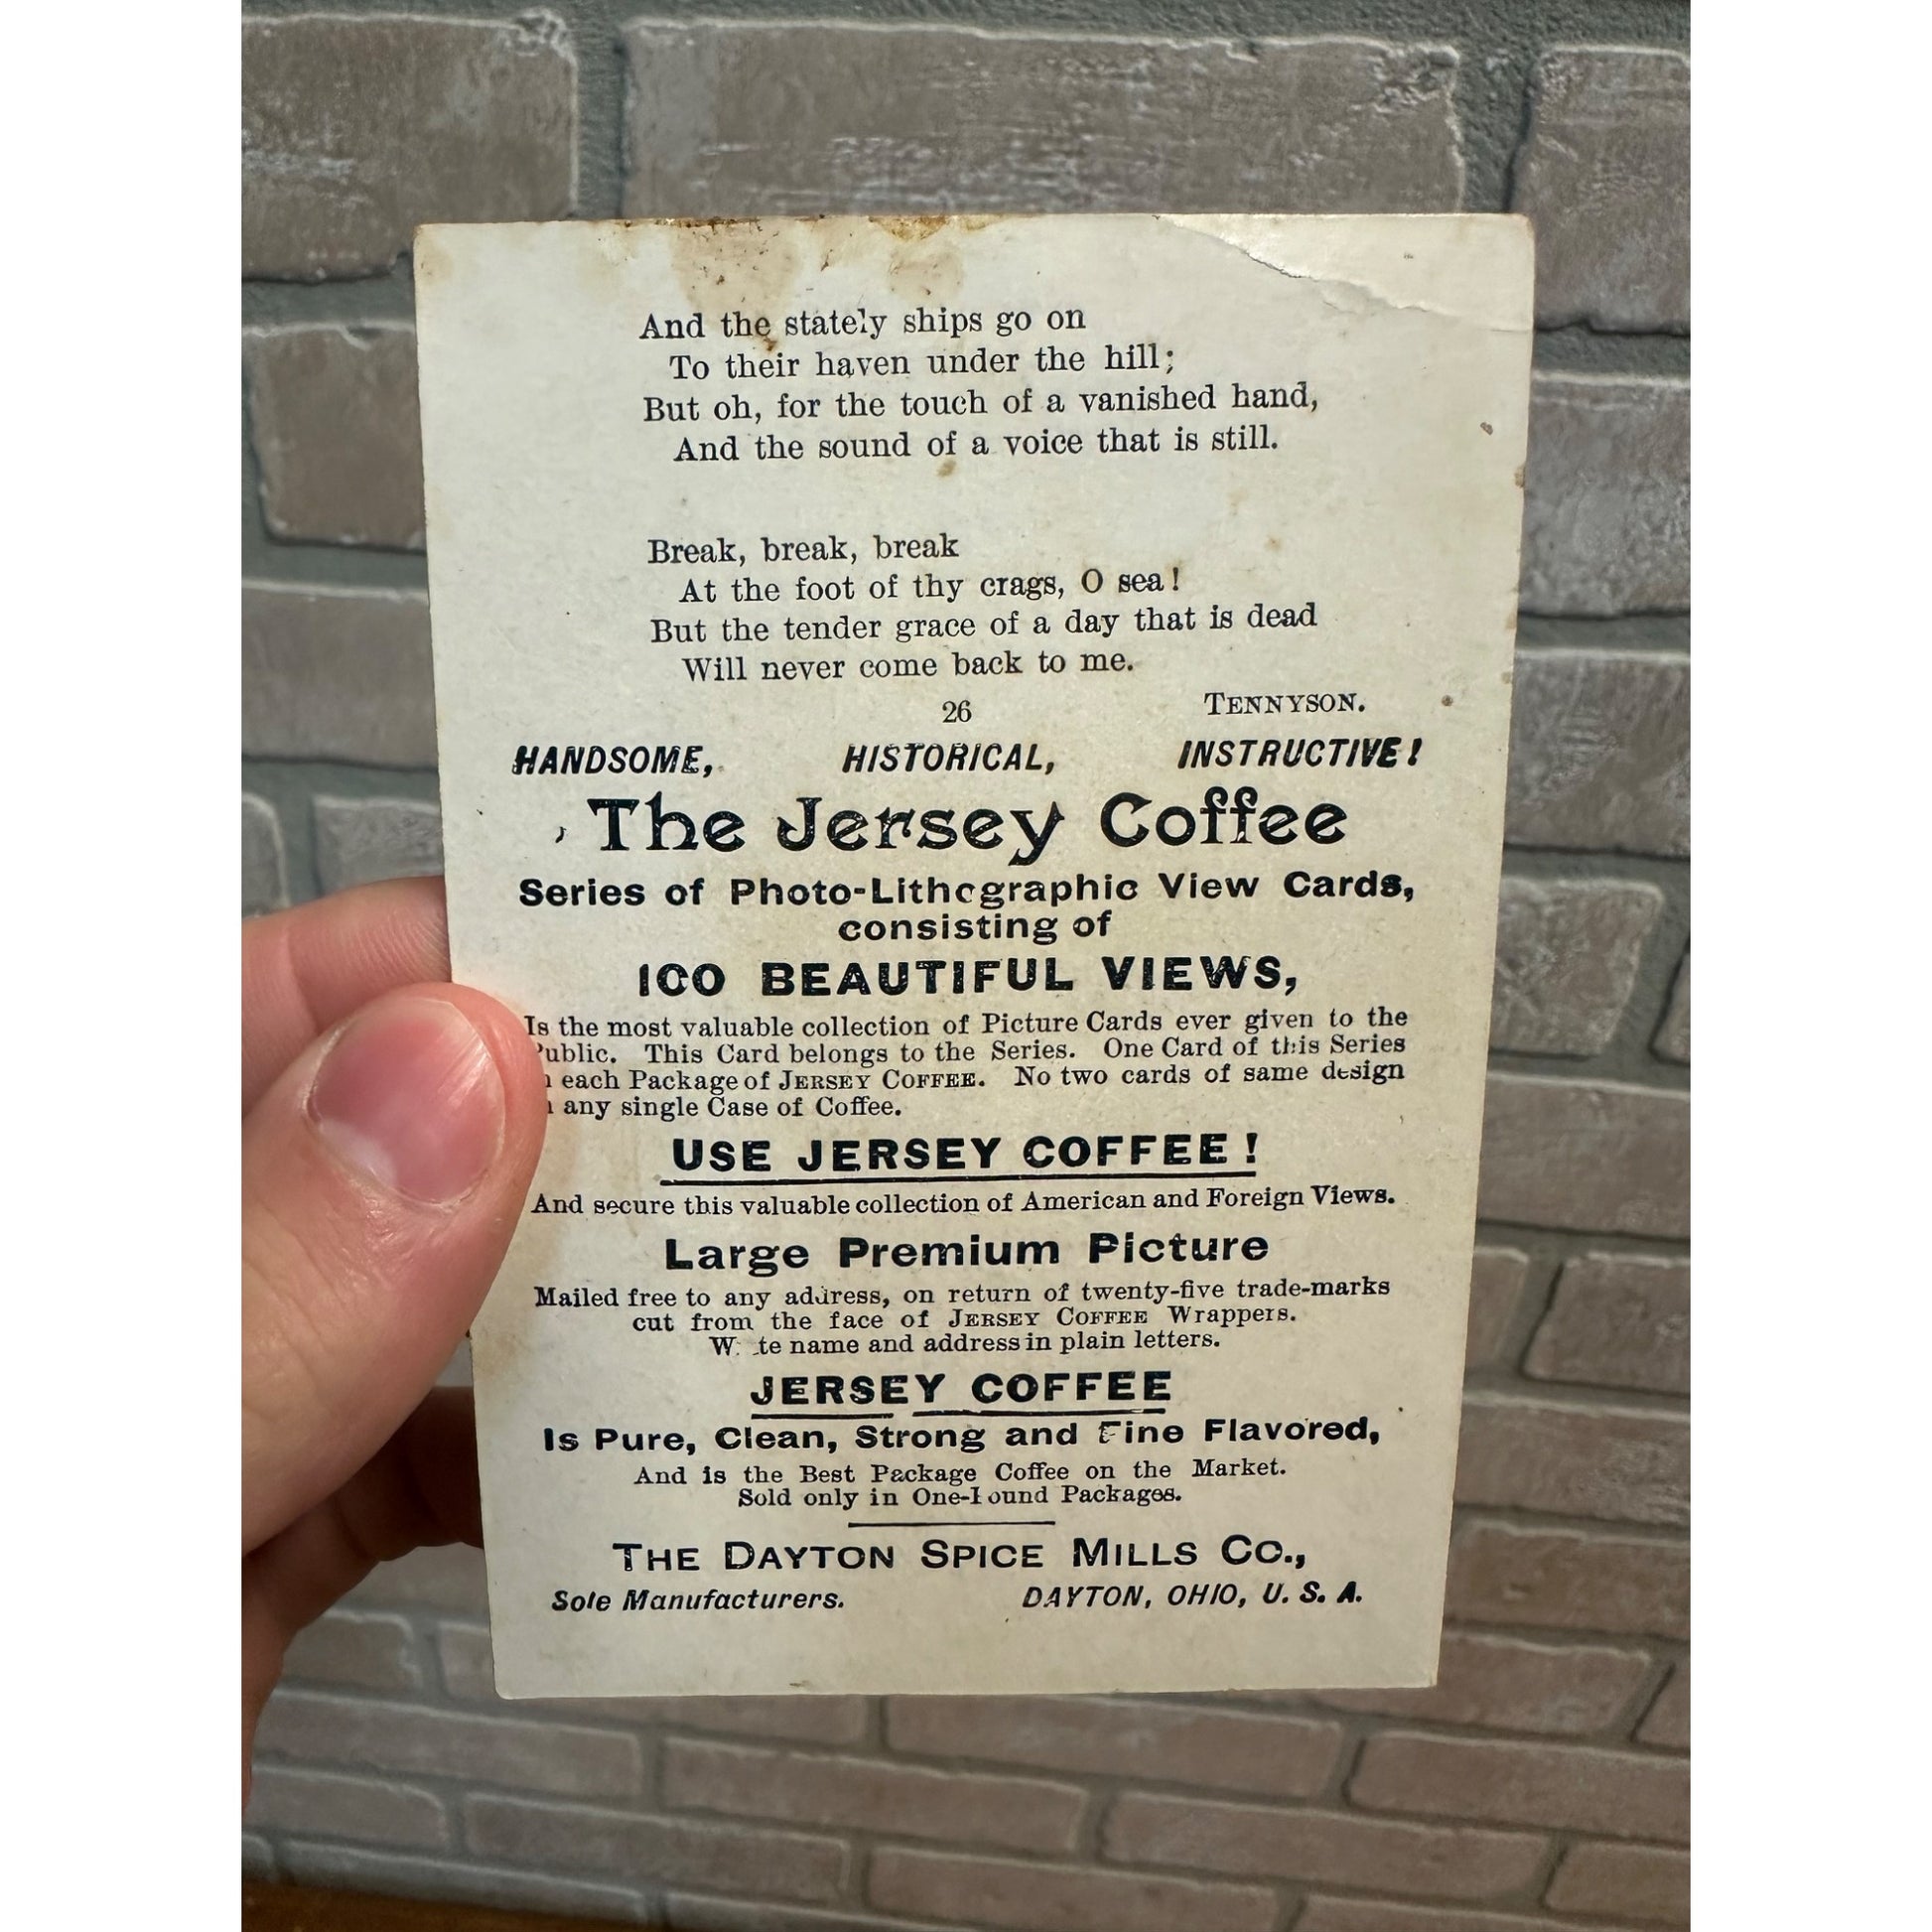 And the stately ships go on
To their haven under the hill;
But oh, for the touch of a vanished hand,
And the sound of a voice that is still.
Break, break, break
At the foot of thy crags, O sea!
But the tender grace of a day that is dead
Will never come back to me.
26 TENNYSON.
HANDSOME, HISTORICAL, INSTRUCTIVE!
The Jersey Coffee
Series of Photo-Lithographic View Cards,
consisting of
100 BEAUTIFUL VIEWS,
Is the most valuable collection of Picture Cards ever given to the
Public. This Card belongs to the Series. One Card of this Series
each Package of JERSEY COFFEE. No two cards of same design
any single Case of Coffee.
USE JERSEY COFFEE!
And secure this valuable collection of American and Foreign Views.
Large Premium Picture
Mailed free to any address, on return of twenty-five trade-marks
cut from the face of JERSEY COFFEE Wrappers.
Write name and address in plain letters.
JERSEY COFFEE
Is Pure, Clean, Strong and Fine Flavored,
And is the Best Package Coffee on the Market.
Sold only in One-Pound Packages.
THE DAYTON SPICE MILLS CO.,
Sole Manufacturers. DAYTON, OHIO, U. S. A.